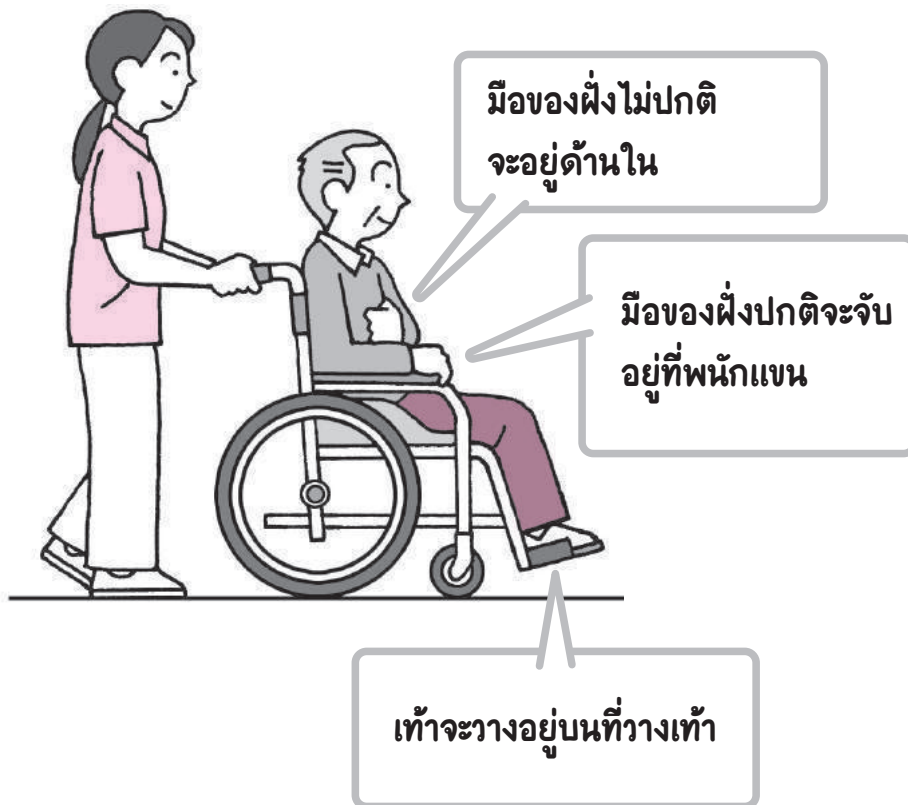 มือของฝั่งไม่ปกติ
จะอยู่ด้านใน
มือของฝั่งปกติจะจับ
อยู่ที่พนักแขน
เท้าจะวางอยู่บนที่วางเท้า